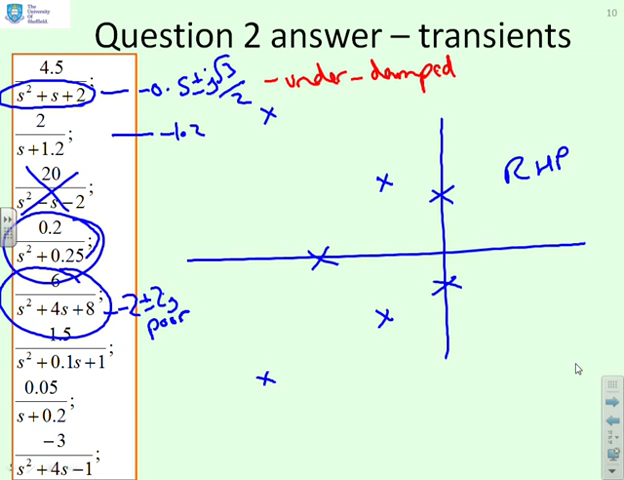 The
University
Of
Sheffield.
10
Question 2 answer – transients
4.5
s² + s + 2 ;
-0.5 ± j√3/2
- under-damped
2
s + 1.2 ;
-1.2
20
s² - s - 2 ;
RHP
0.2
s² + 0.25 ;
6
s² + 4s + 8 ;
-2 ± 2j
poor
1.5
s² + 0.1s + 1 ;
0.05
s + 0.2 ;
-3
s² + 4s - 1 ;